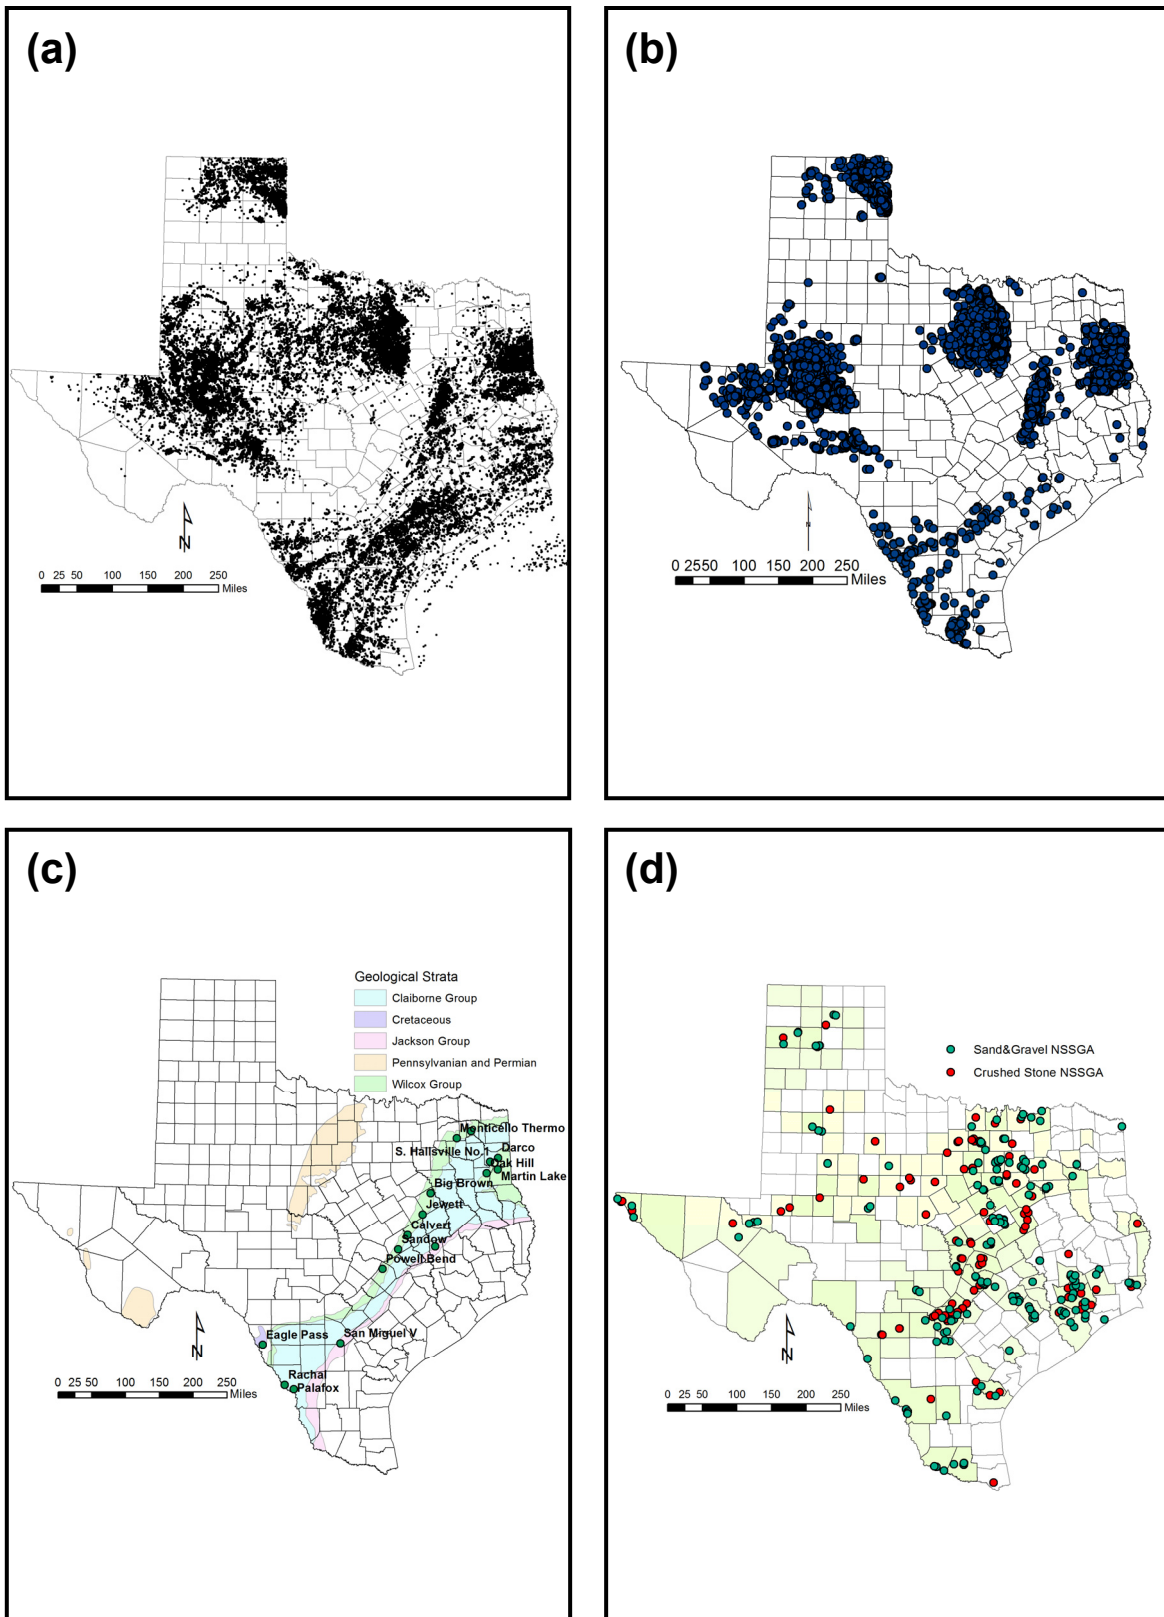 (a)
N
0 25 50 100 150 200 250
Miles
(b)
N
0 2550 100 150 200 250
Miles
(c)
Geological Strata
Claiborne Group
Cretaceous
Jackson Group
Pennsylvanian and Permian
Wilcox Group
Monticello Thermo
S. Hallsville No.1 Darco
Oak Hill
Martin Lake
Big Brown
Jewett
Calvert
Sandow
Powell Bend
Eagle Pass
San Miguel V
Rachal
Palafox
N
0 25 50 100 150 200 250
Miles
(d)
Sand&Gravel NSSGA
Crushed Stone NSSGA
N
0 25 50 100 150 200 250
Miles